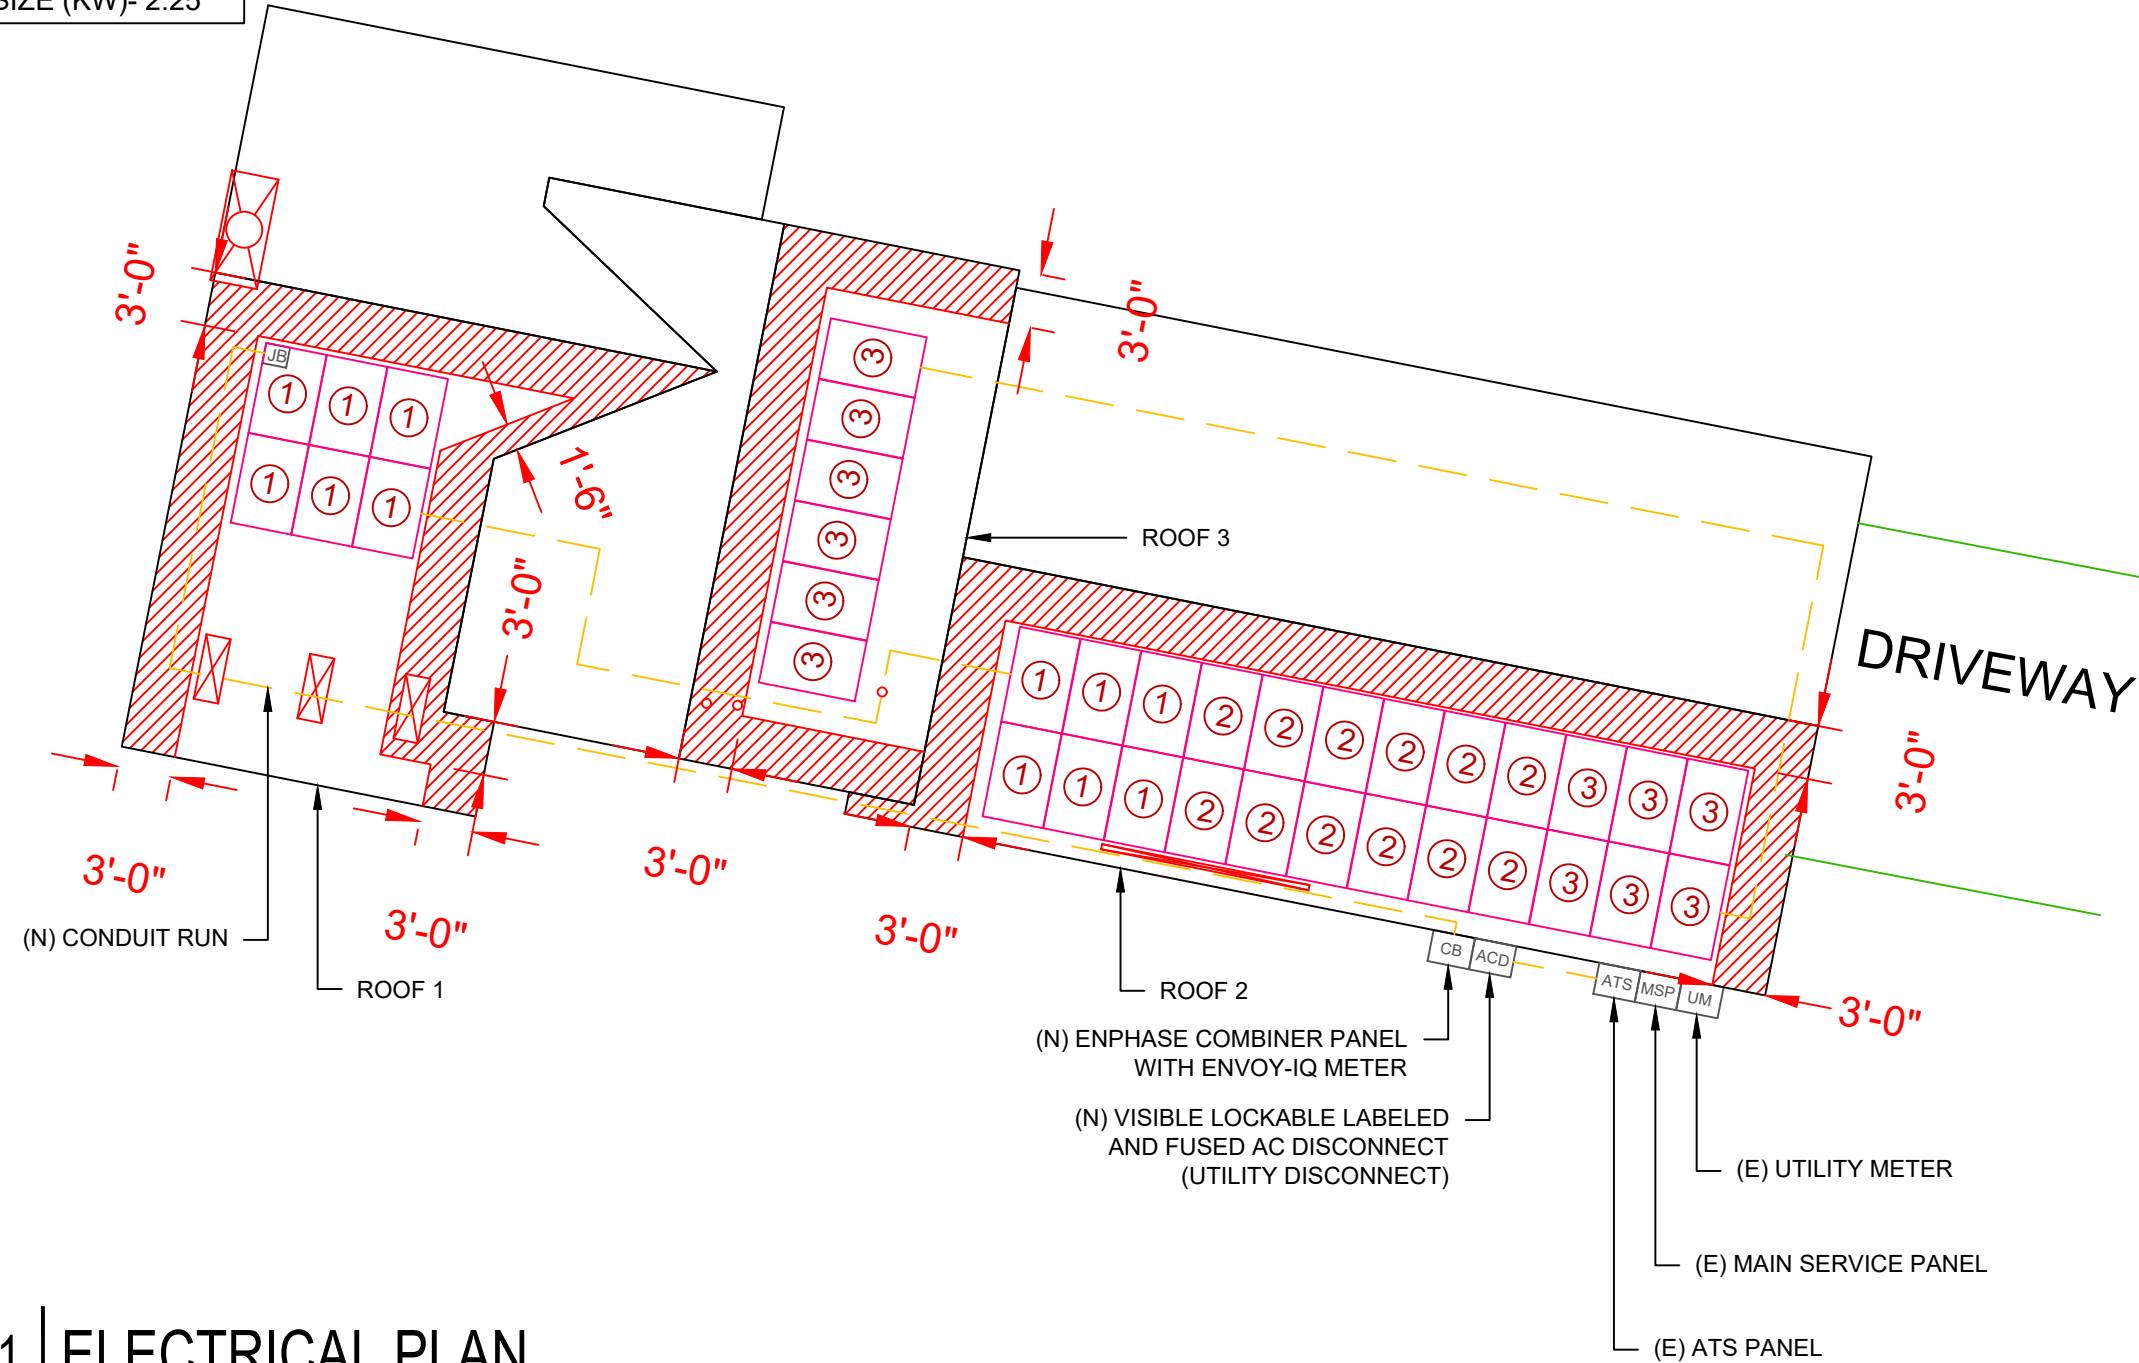 SIZE (KW)- 2.25
3'-0"
3'-0"
JB
1 1 1
1 1 1
1'-6"
3'-0"
3
3
3
3
3
3
ROOF 3
DRIVEWAY
1 1 1 2 2 2 2 2 2 3 3 3
1 1 1 2 2 2 2 2 2 3 3 3
3'-0"
3'-0"
3'-0"
3'-0"
3'-0"
(N) CONDUIT RUN
ROOF 1
ROOF 2
CB ACD
ATS MSP UM
3'-0"
(N) ENPHASE COMBINER PANEL
WITH ENVOY-IQ METER
(N) VISIBLE LOCKABLE LABELED
AND FUSED AC DISCONNECT
(UTILITY DISCONNECT)
(E) UTILITY METER
(E) MAIN SERVICE PANEL
(E) ATS PANEL
1 ELECTRICAL PLAN